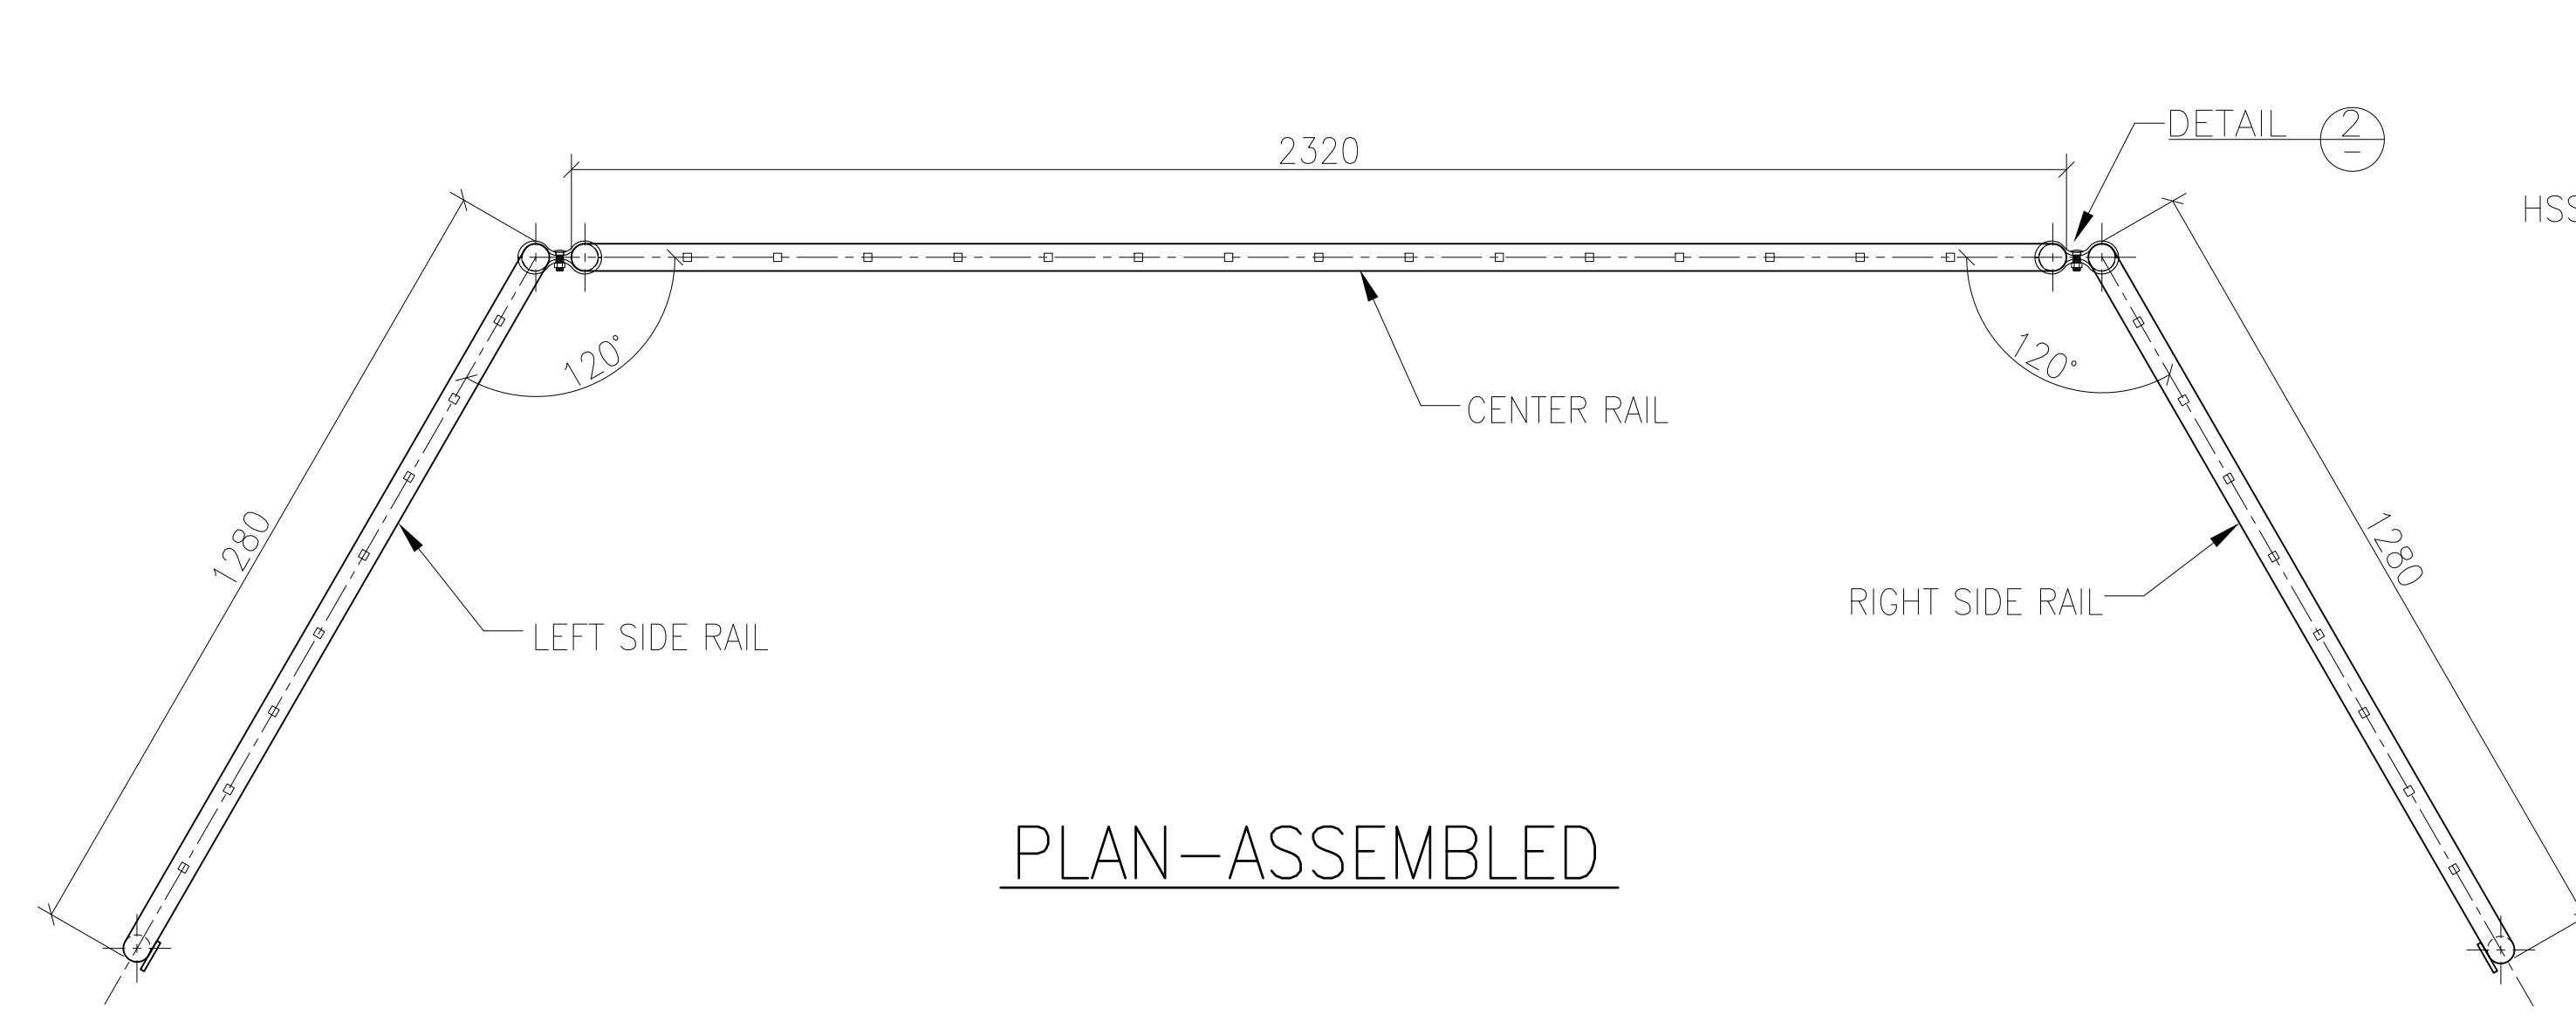 DETAIL 2
–
2320
HSS
120°
120°
CENTER RAIL
1280
1280
RIGHT SIDE RAIL
LEFT SIDE RAIL
PLAN–ASSEMBLED